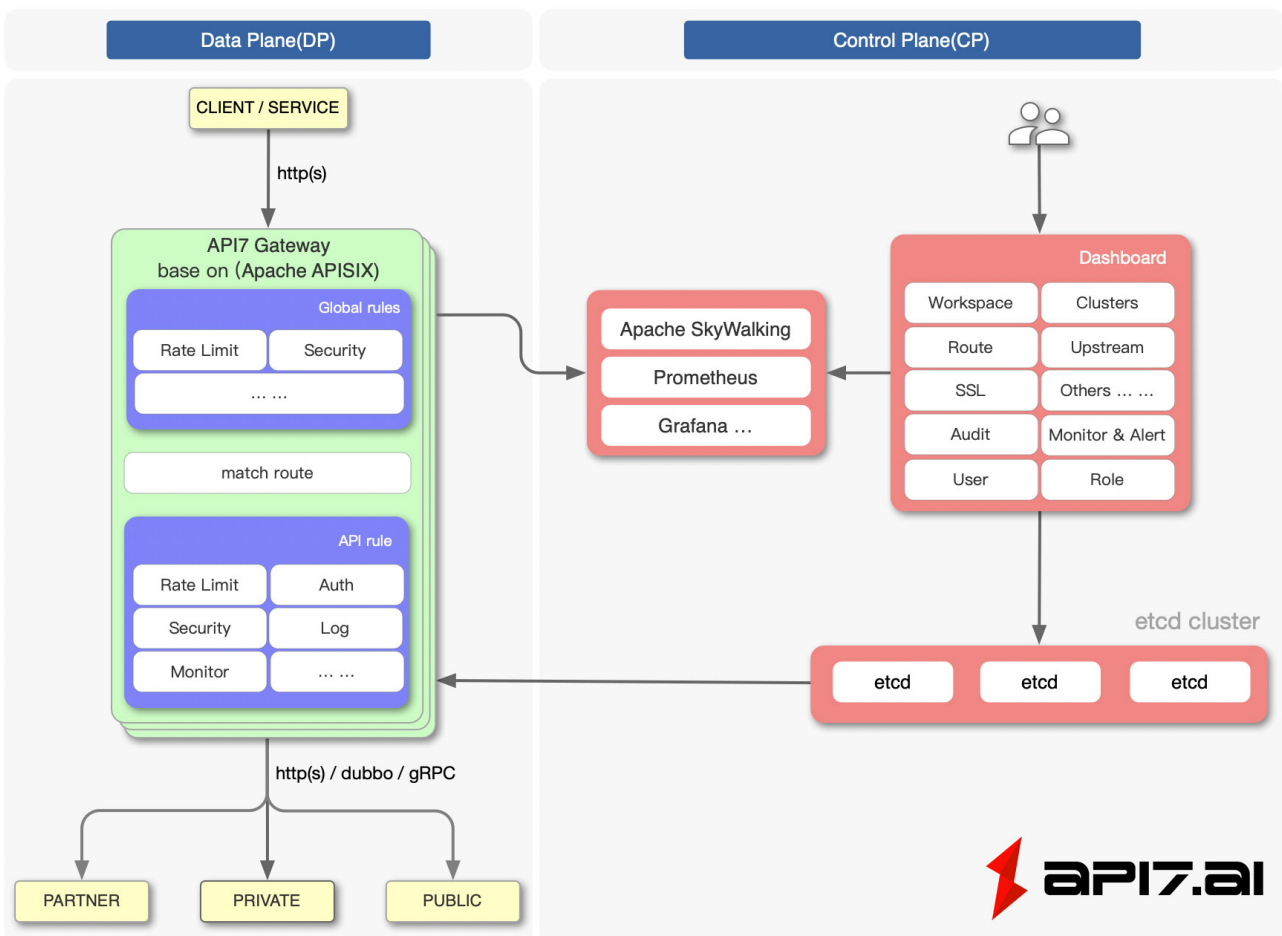 Data Plane(DP)
Control Plane(CP)
CLIENT / SERVICE
http(s)
API7 Gateway
base on (Apache APISIX)
Global rules
Rate Limit
Security
... ...
match route
API rule
Rate Limit
Auth
Security
Log
Monitor
... ...
http(s) / dubbo / gRPC
PARTNER
PRIVATE
PUBLIC
Apache SkyWalking
Prometheus
Grafana ...
Dashboard
Workspace
Clusters
Route
Upstream
SSL
Others ... ...
Audit
Monitor & Alert
User
Role
etcd cluster
etcd
etcd
etcd
API7.AI